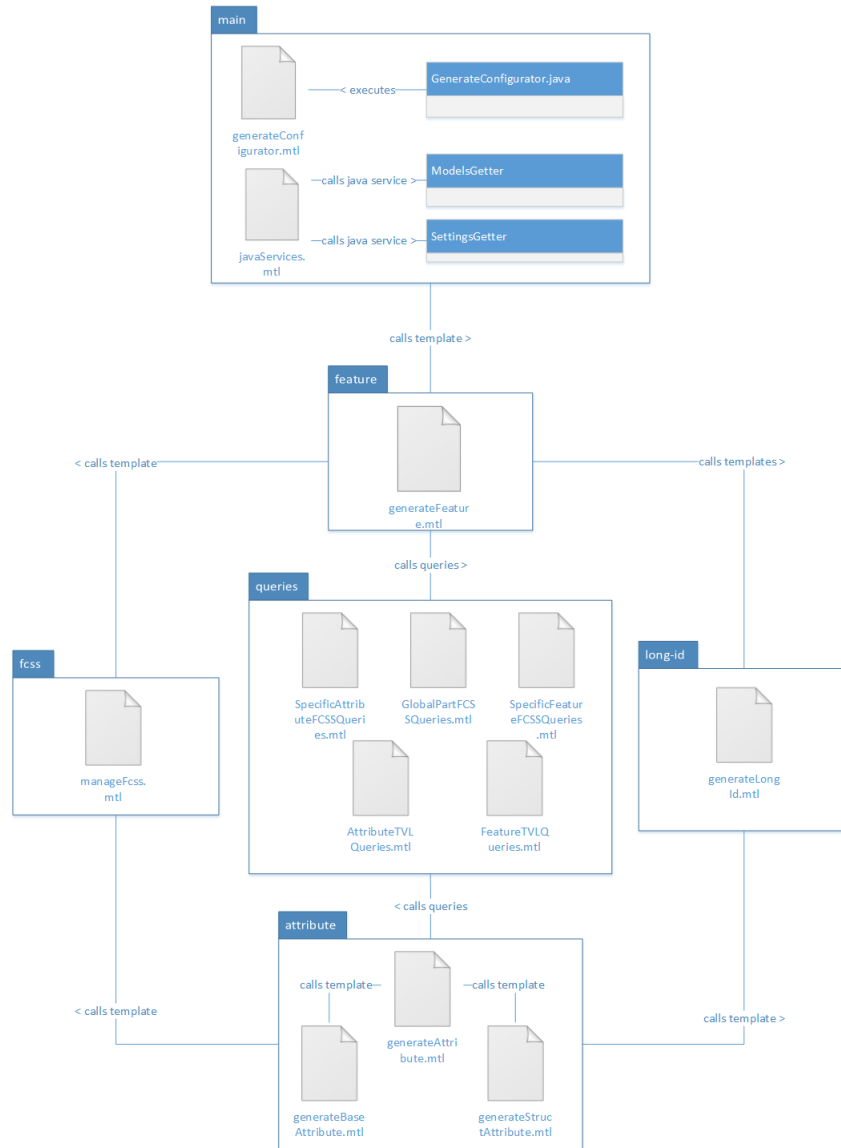 main
GenerateConfigurator.java
< executes
generateConf
igurator.mtl
ModelsGetter
calls java service >
SettingsGetter
calls java service >
javaServices.
mtl
calls template >
feature
generateFeatur
e.mtl
< calls template
calls templates >
calls queries >
queries
SpecificAttrib
uteFCSSQueri
es.mtl
GlobalPartFCS
SQueries.mtl
SpecificFeatur
eFCSSQueries
.mtl
AttributeTVL
Queries.mtl
FeatureTVLQ
ueries.mtl
fcss
manageFcss.
mtl
long-id
generateLong
Id.mtl
< calls queries
attribute
calls template
calls template
generateAttri
bute.mtl
generateBase
Attribute.mtl
generateStruc
tAttribute.mtl
< calls template
calls template >